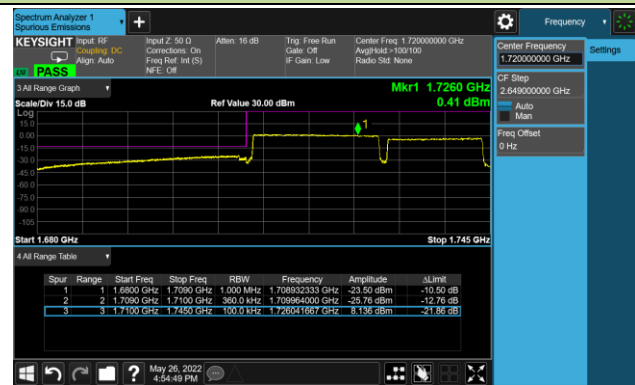 Spectrum Analyzer 1
Spurious Emissions
Frequency
KEYSIGHT
Input: RF
Coupling: DC
Align: Auto
Input Z: 50 Ω
Corrections: On
Freq Ref: Int (S)
NFE: Off
Atten: 16 dB
Trig: Free Run
Gate: Off
IF Gain: Low
Center Freq: 1.720000000 GHz
Avg|Hold:>100/100
Radio Std: None
PASS
Center Frequency
1.720000000 GHz
Settings
CF Step
2.649000000 GHz
Auto
Man
Freq Offset
0 Hz
3 All Range Graph
Mkr1 1.7260 GHz
Scale/Div 15.0 dB
Ref Value 30.00 dBm
0.41 dBm
Log
15.0
0.00
-15.0
-30.0
-45.0
-60.0
-75.0
-90.0
-105
1
Start 1.680 GHz
Stop 1.745 GHz
4 All Range Table
Spur Range Start Freq Stop Freq RBW Frequency Amplitude ΔLimit
1 1 1.6800 GHz 1.7090 GHz 1.000 MHz 1.708932333 GHz -23.50 dBm -10.50 dB
2 2 1.7090 GHz 1.7100 GHz 360.0 kHz 1.709964000 GHz -25.76 dBm -12.76 dB
3 3 1.7100 GHz 1.7450 GHz 100.0 kHz 1.726041667 GHz 8.136 dBm -21.86 dB
?
May 26, 2022
4:54:49 PM